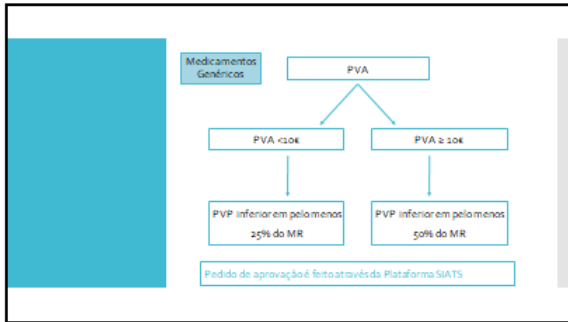 Medicamentos
Genéricos
PVA
PVA <10€
PVA ≥ 10€
PVP inferior em pelo menos
25% do MR
PVP inferior em pelo menos
50% do MR
Pedido de aprovação é feito através da Plataforma SIATS